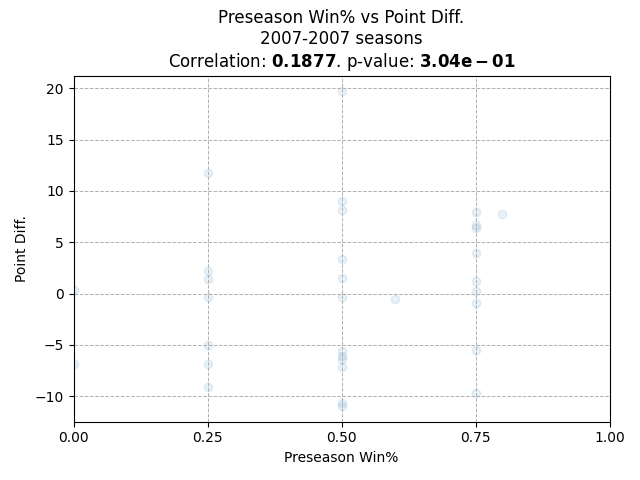 Preseason Win% vs Point Diff.
2007-2007 seasons
Correlation: 0.1877. p-value: 3.04e − 01
20
15
10
5
0
−5
−10
Point Diff.
0.00 0.25 0.50 0.75 1.00
Preseason Win%